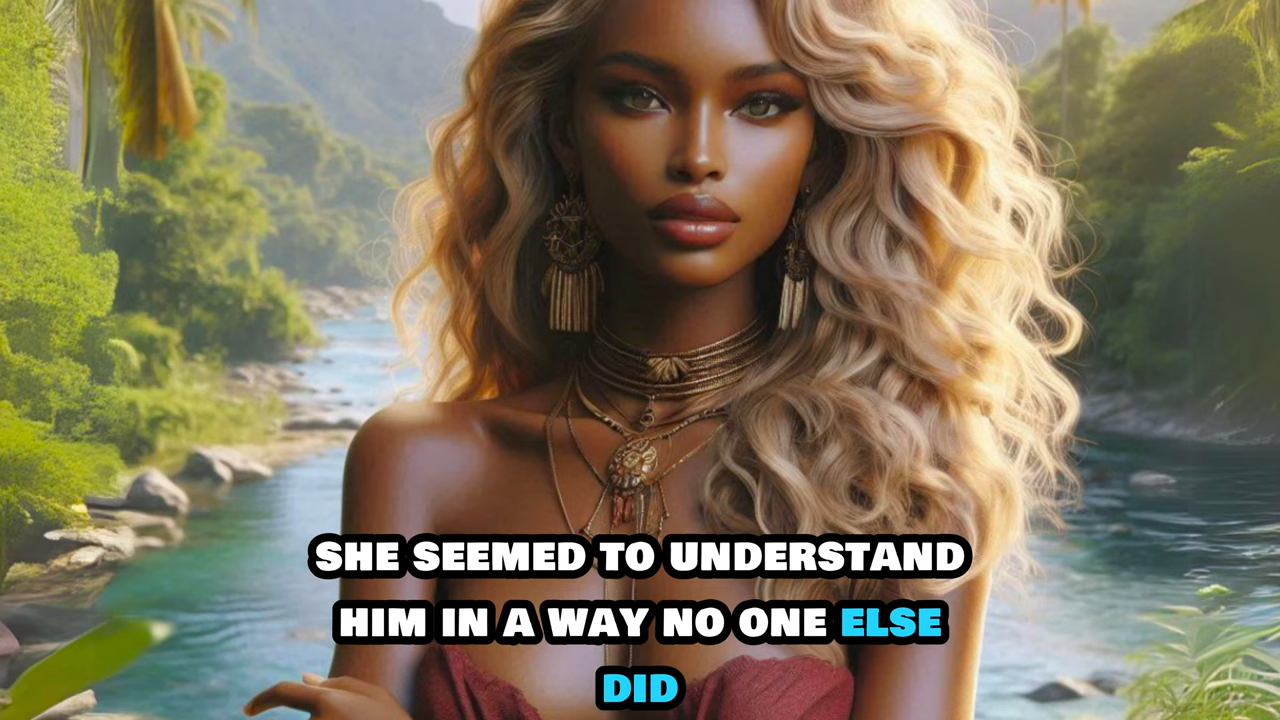 SHE SEEMED TO UNDERSTAND
HIM IN A WAY NO ONE ELSE
DID